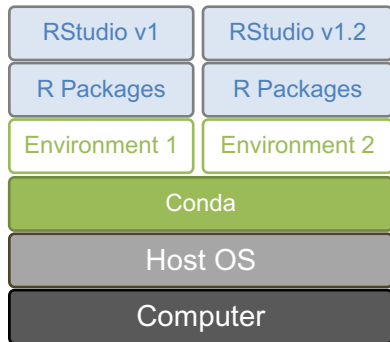 RStudio v1
RStudio v1.2
R Packages
R Packages
Environment 1
Environment 2
Conda
Host OS
Computer